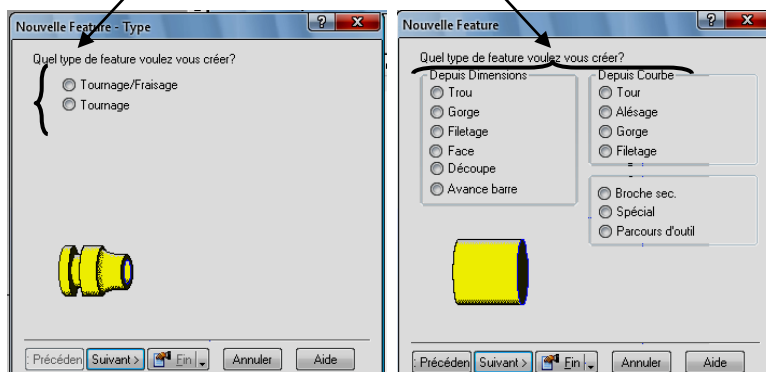 Nouvelle Feature - Type
Quel type de feature voulez vous créer?
Tournage/Fraisage
Tournage
: Précéden Suivant > Fin Annuler Aide
Nouvelle Feature
Quel type de feature voulez vous créer?
Depuis Dimensions
Trou
Gorge
Filetage
Face
Découpe
Avance barre
Depuis Courbe
Tour
Alésage
Gorge
Filetage
Broche sec.
Spécial
Parcours d'outil
: Précéden Suivant > Fin Annuler Aide